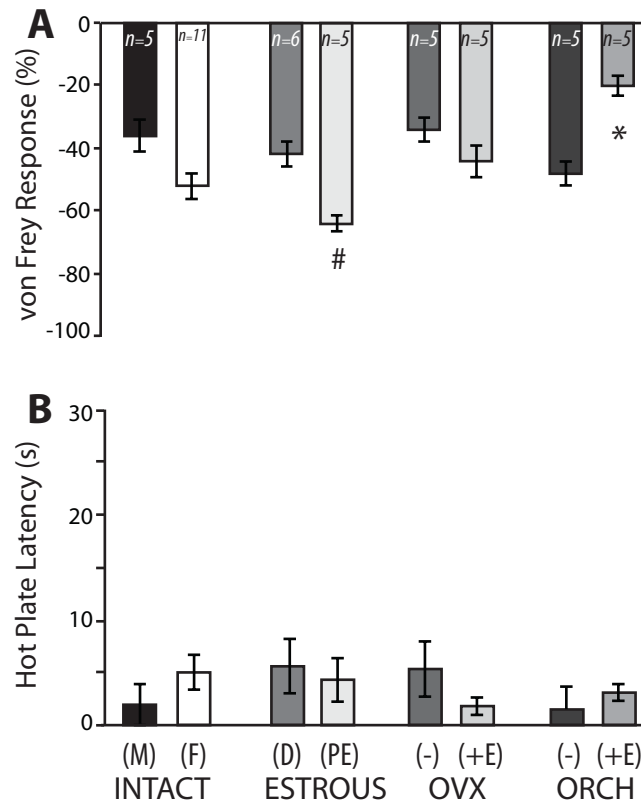 A
von Frey Response (%)
0
-20
-40
-60
-80
-100
n=5
n=11
n=6
n=5
n=5
n=5
n=5
n=5
#
*
B
Hot Plate Latency (s)
30
20
10
0
(M) (F) (D) (PE) (-) (+E) (-) (+E)
INTACT ESTROUS OVX ORCH